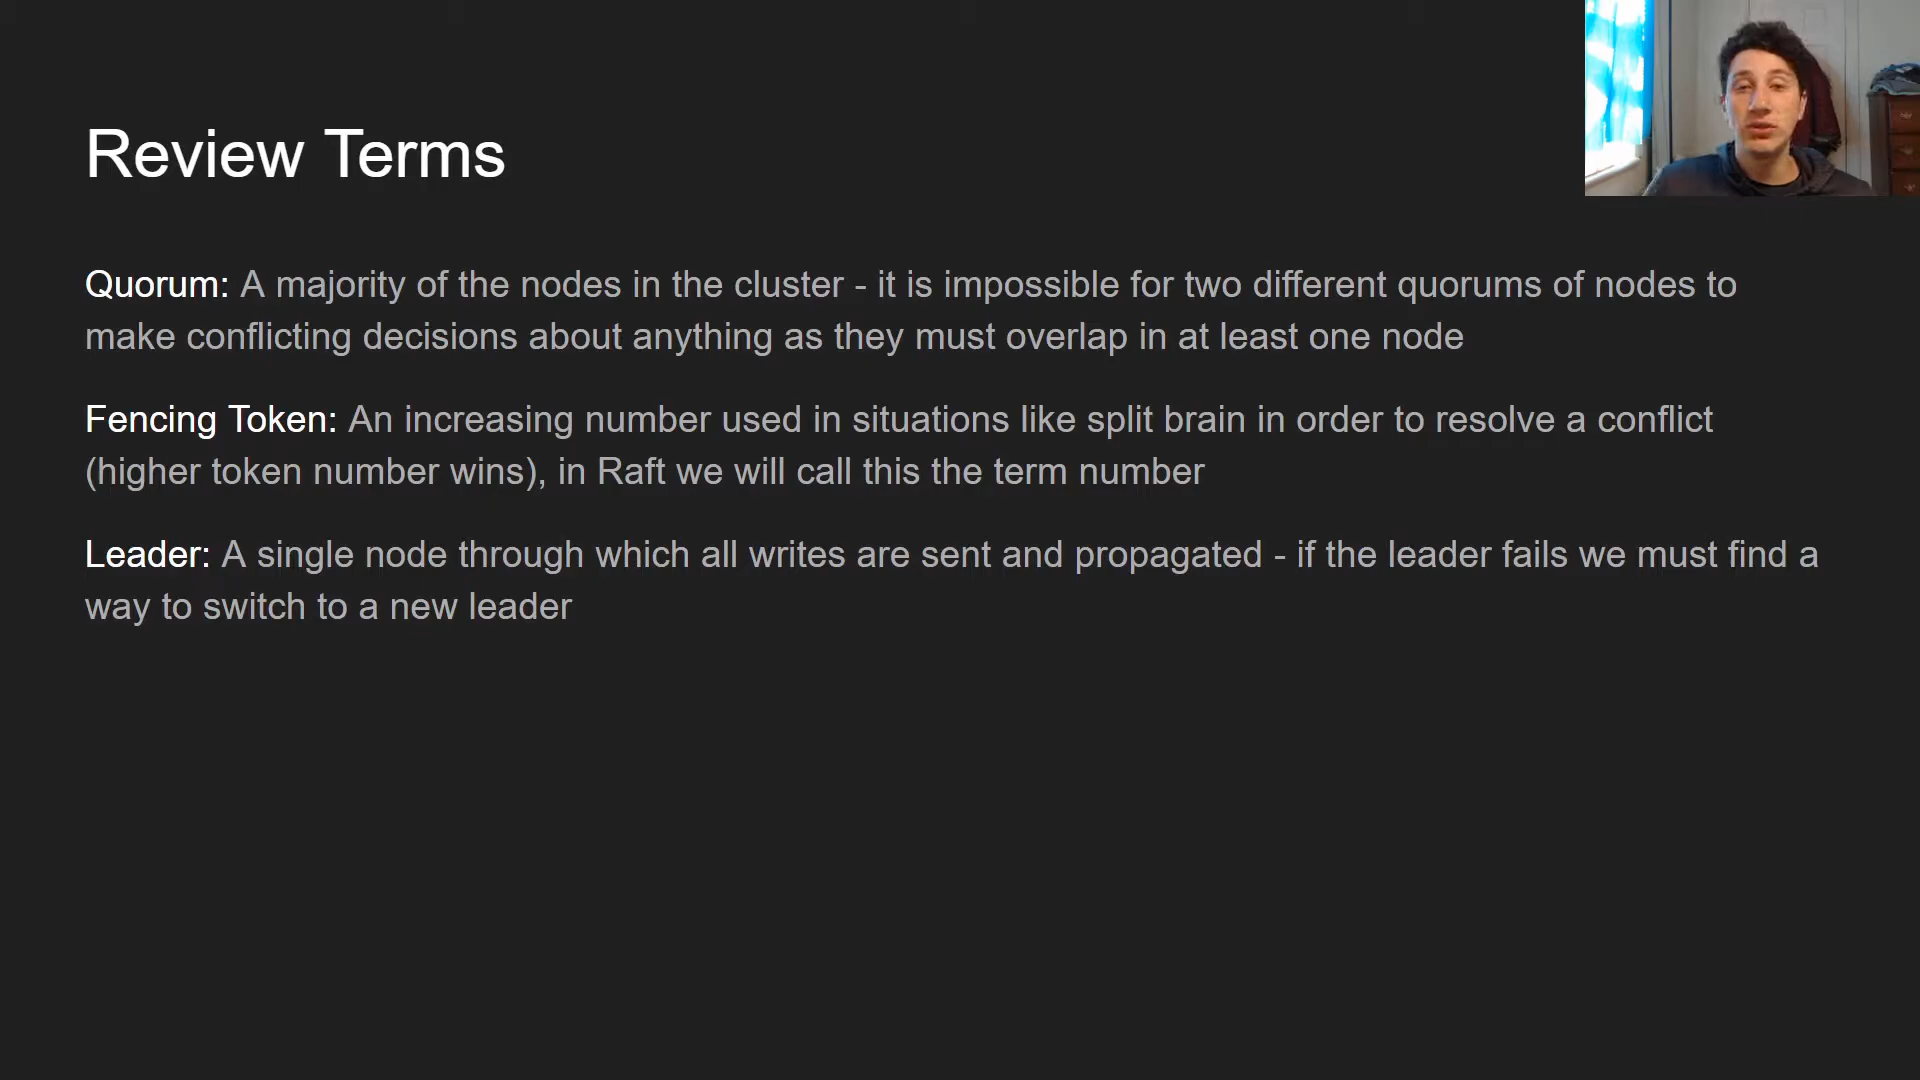 Review Terms
Quorum: A majority of the nodes in the cluster - it is impossible for two different quorums of nodes to
make conflicting decisions about anything as they must overlap in at least one node
Fencing Token: An increasing number used in situations like split brain in order to resolve a conflict
(higher token number wins), in Raft we will call this the term number
Leader: A single node through which all writes are sent and propagated - if the leader fails we must find a
way to switch to a new leader